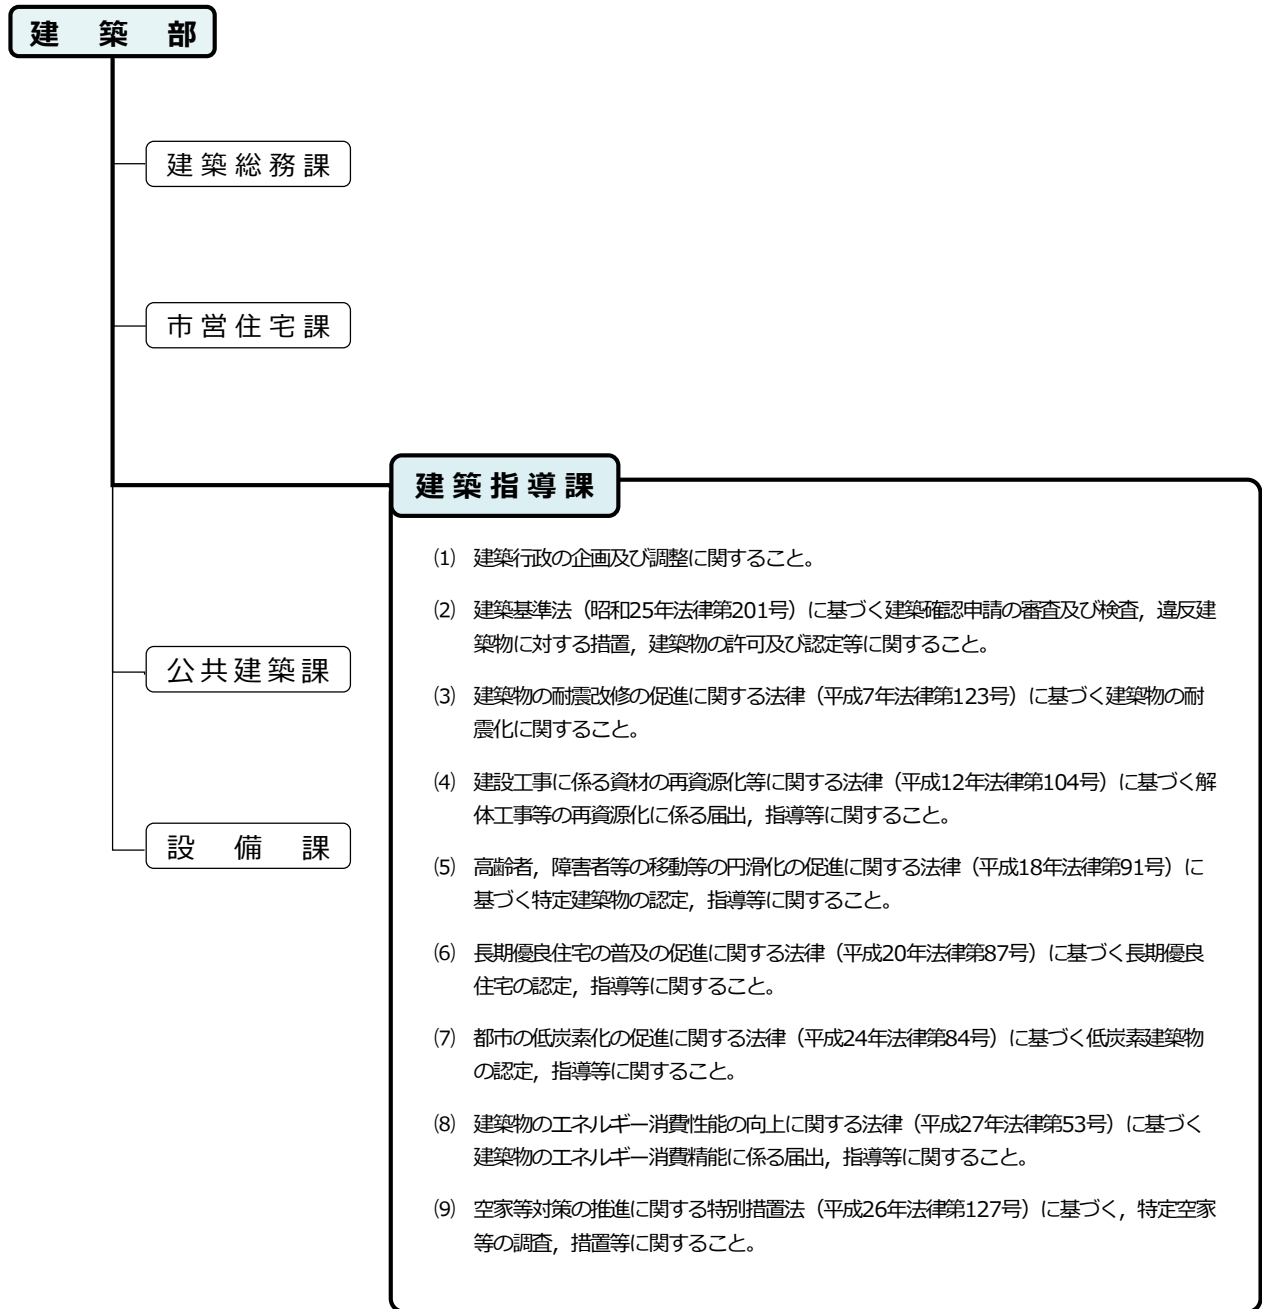 建築部
建築総務課
市営住宅課
建築指導課
⑴ 建築行政の企画及び調整に関すること。
⑵ 建築基準法（昭和25年法律第201号）に基づく建築確認申請の審査及び検査，違反建
築物に対する措置，建築物の許可及び認定等に関すること。
⑶ 建築物の耐震改修の促進に関する法律（平成7年法律第123号）に基づく建築物の耐
震化に関すること。
⑷ 建設工事に係る資材の再資源化等に関する法律（平成12年法律第104号）に基づく解
体工事等の再資源化に係る届出，指導等に関すること。
⑸ 高齢者，障害者等の移動等の円滑化の促進に関する法律（平成18年法律第91号）に
基づく特定建築物の認定，指導等に関すること。
⑹ 長期優良住宅の普及の促進に関する法律（平成20年法律第87号）に基づく長期優良
住宅の認定，指導等に関すること。
⑺ 都市の低炭素化の促進に関する法律（平成24年法律第84号）に基づく低炭素建築物
の認定，指導等に関すること。
⑻ 建築物のエネルギー消費性能の向上に関する法律（平成27年法律第53号）に基づく
建築物のエネルギー消費精能に係る届出，指導等に関すること。
⑼ 空家等対策の推進に関する特別措置法（平成26年法律第127号）に基づく，特定空家
等の調査，措置等に関すること。
公共建築課
設備課